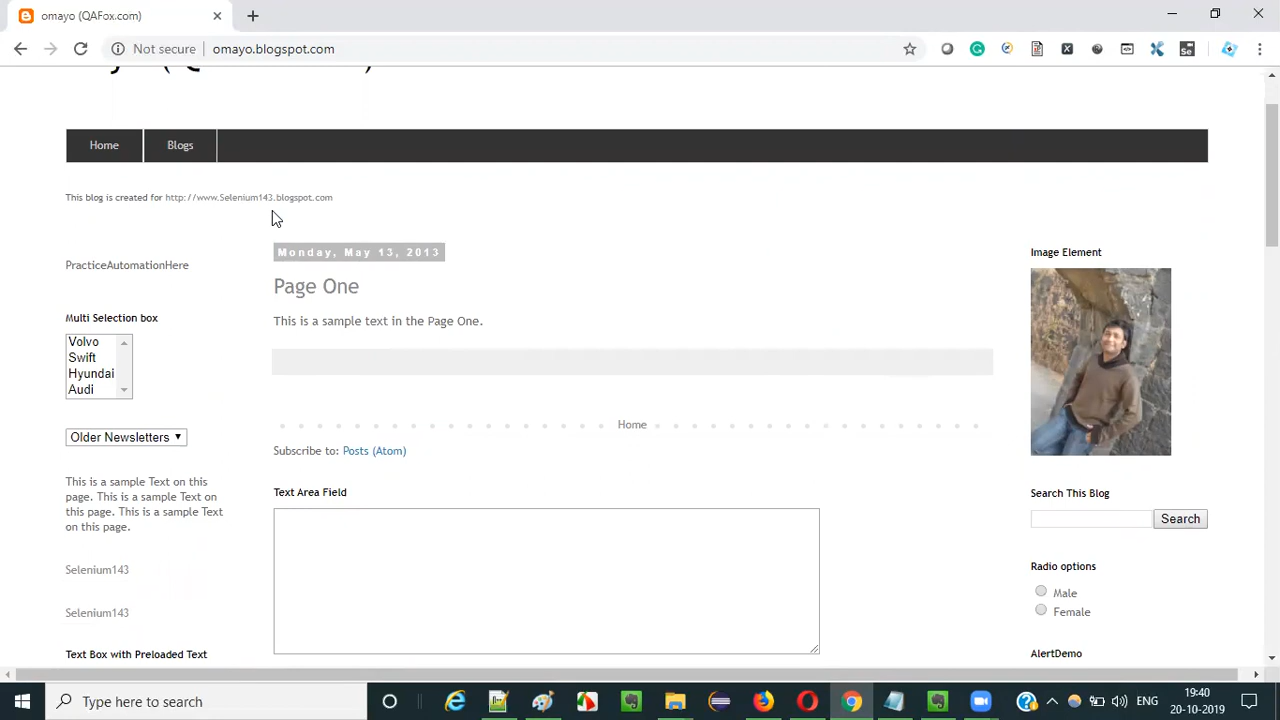 omayo (QAFox.com)
Not secure
omayo.blogspot.com
Home
Blogs
This blog is created for http://www.Selenium143.blogspot.com
PracticeAutomationHere
Multi Selection box
Volvo
Swift
Hyundai
Audi
Older Newsletters
This is a sample Text on this
page. This is a sample Text on
this page. This is a sample Text
on this page.
Selenium143
Selenium143
Text Box with Preloaded Text
Monday, May 13, 2013
Page One
This is a sample text in the Page One.
Home
Subscribe to: Posts (Atom)
Text Area Field
Image Element
Search This Blog
Search
Radio options
Male
Female
AlertDemo
Type here to search
ENG
19:40
20-10-2019